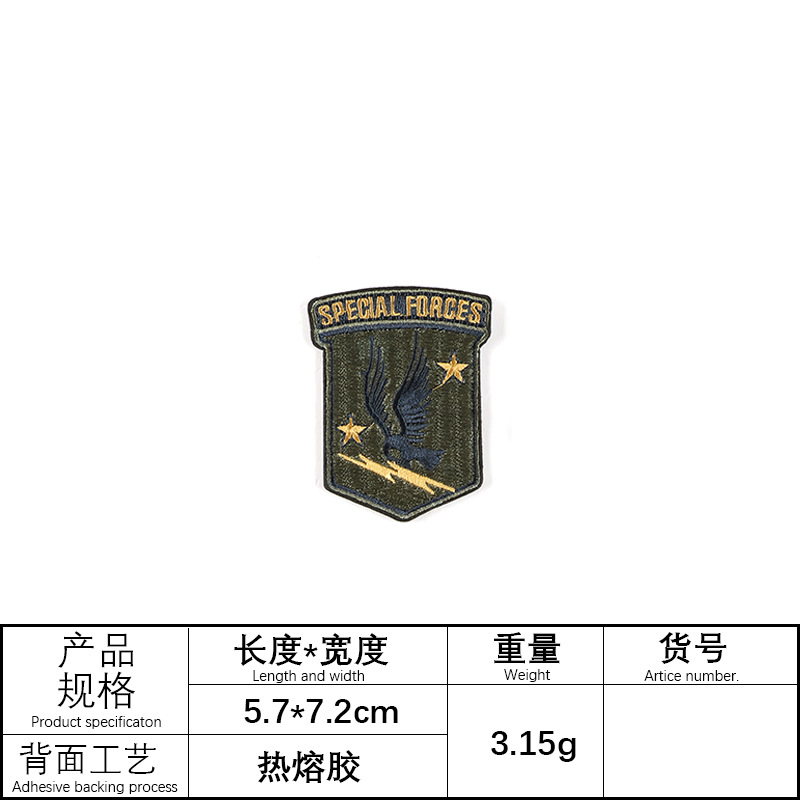 SPECIAL FORCES
产品
规格
Product specificaton
长度*宽度
Length and width
重量
Weight
货号
Artice number.
5.7*7.2cm
3.15g
背面工艺
Adhesive backing process
热熔胶